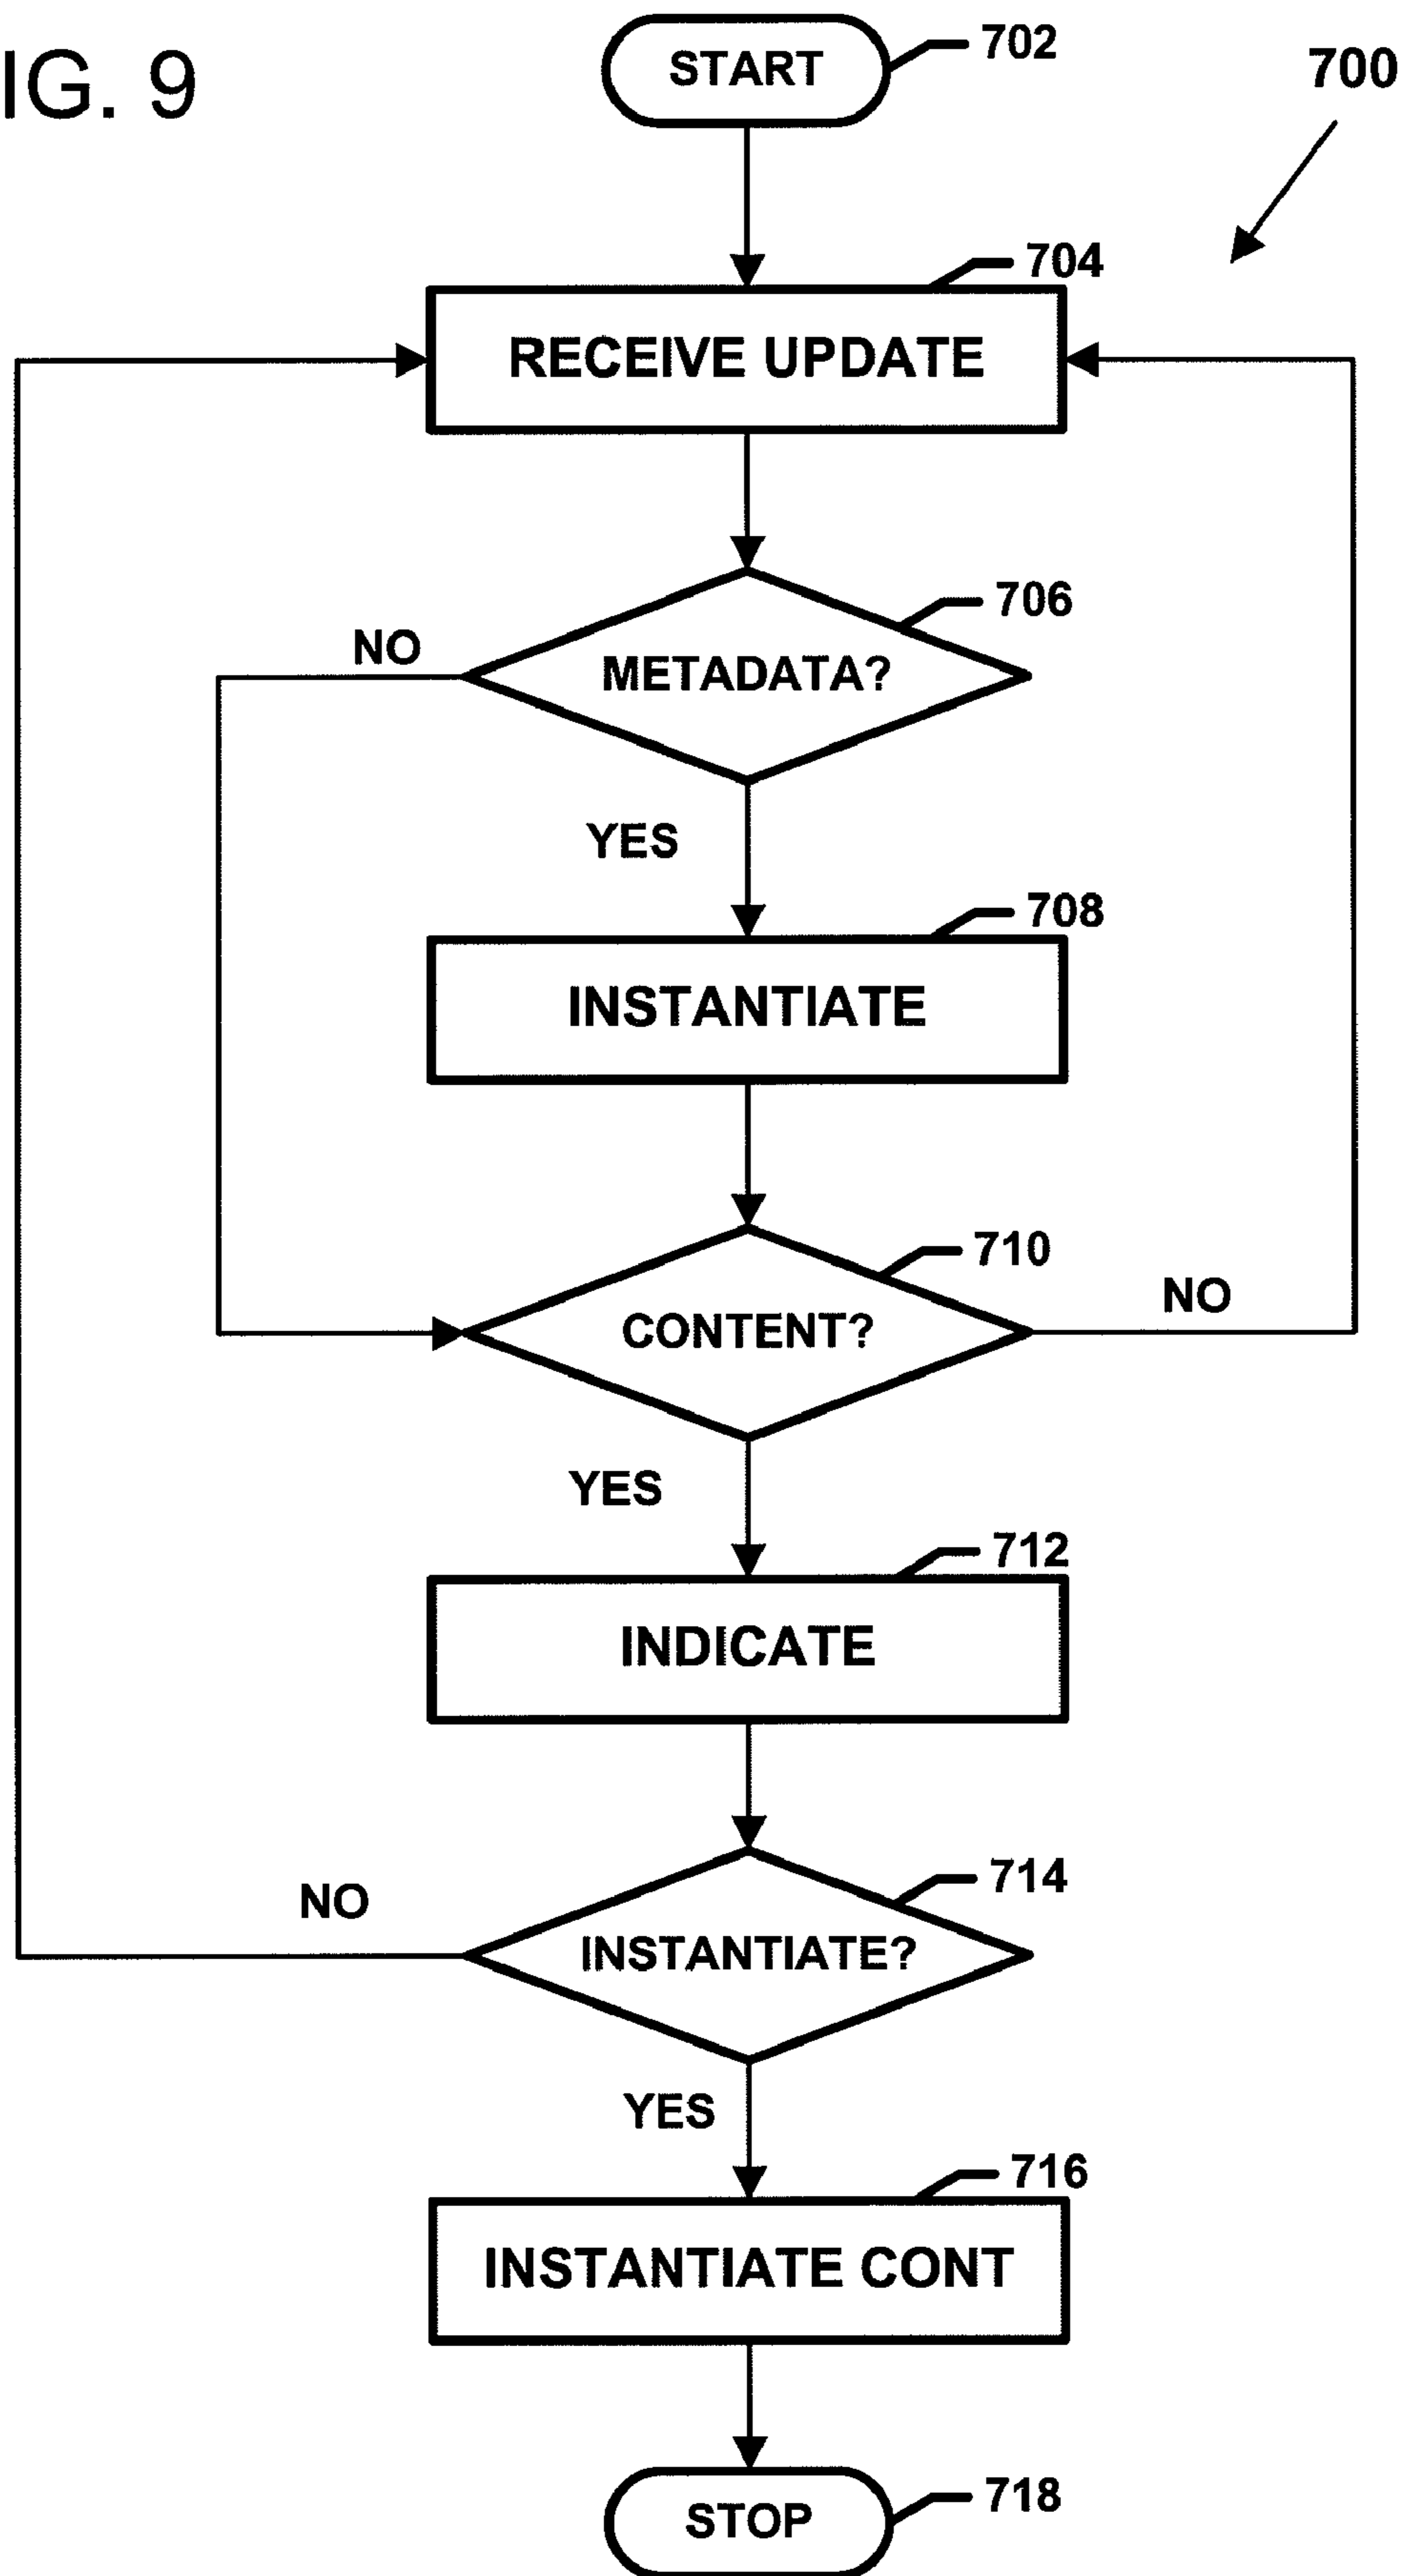 IG. 9
START
702
700
704
RECEIVE UPDATE
706
NO
METADATA?
YES
708
INSTANTIATE
710
CONTENT?
NO
YES
712
INDICATE
714
NO
INSTANTIATE?
YES
716
INSTANTIATE CONT
STOP
718